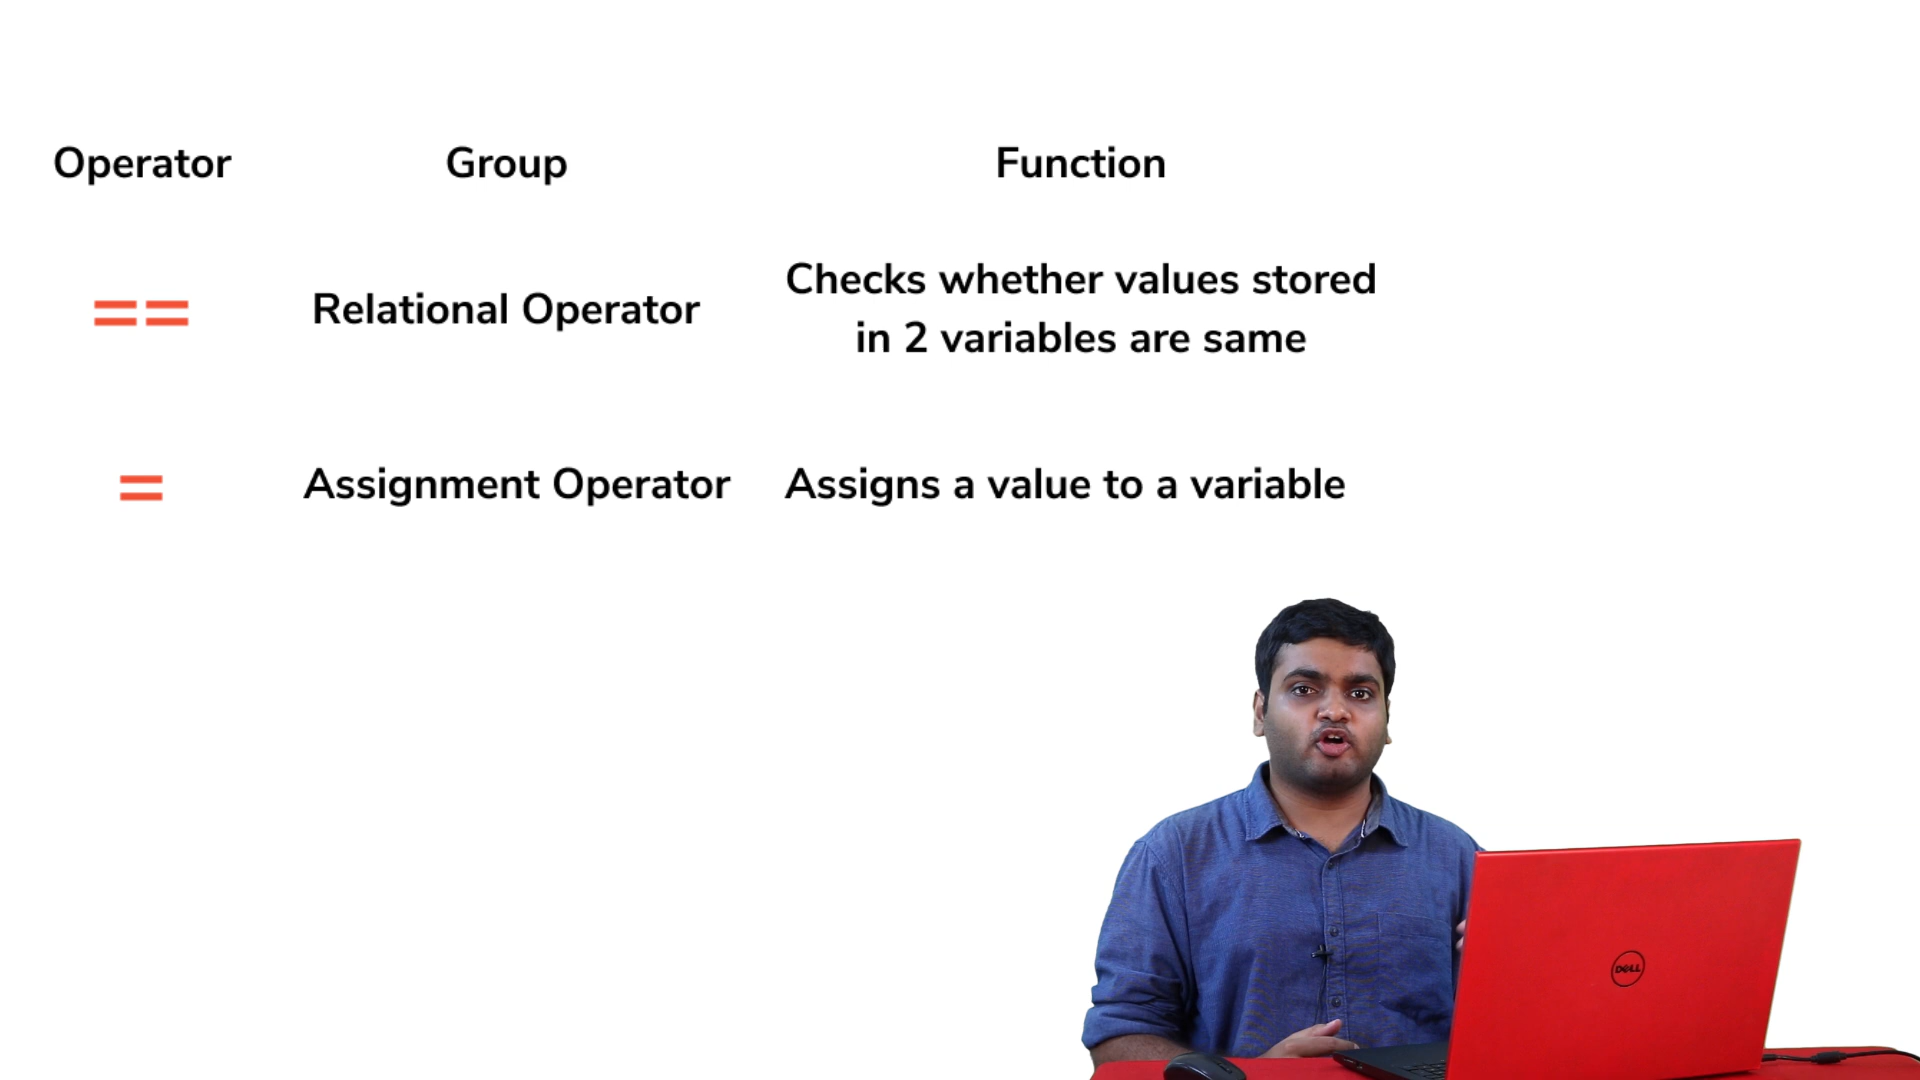 Operator Group Function
== Relational Operator Checks whether values stored
in 2 variables are same
= Assignment Operator Assigns a value to a variable
DELL